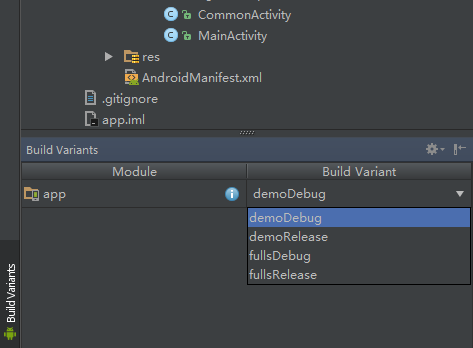 CommonActivity
MainActivity
res
AndroidManifest.xml
.gitignore
app.iml
Build Variants
Module Build Variant
app demoDebug
demoDebug
demoRelease
fullsDebug
fullsRelease
Build Variants